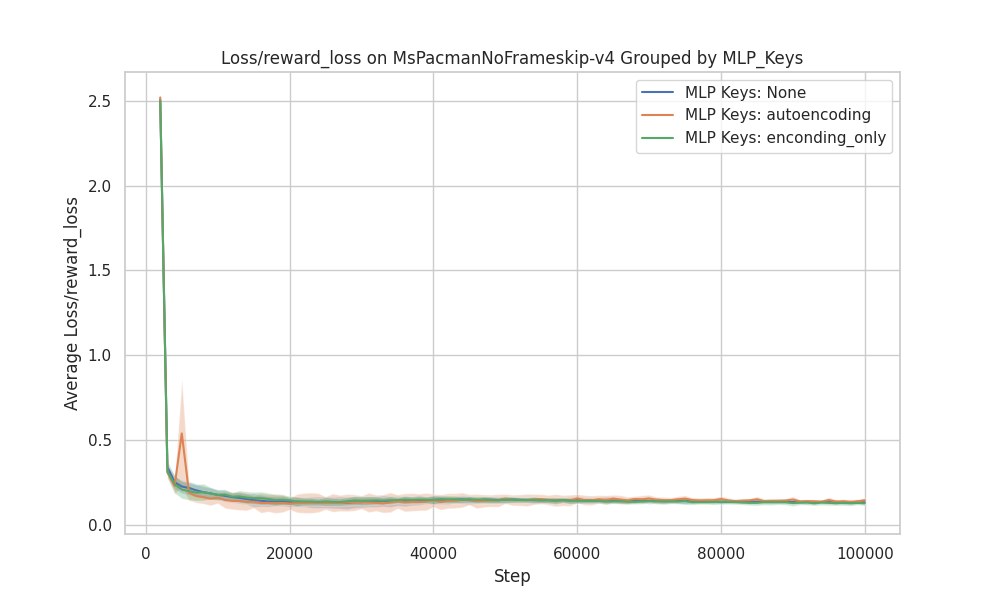 Loss/reward_loss on MsPacmanNoFrameskip-v4 Grouped by MLP_Keys
MLP Keys: None
MLP Keys: autoencoding
MLP Keys: enconding_only
Average Loss/reward_loss
2.5
2.0
1.5
1.0
0.5
0.0
0
20000
40000
60000
80000
100000
Step